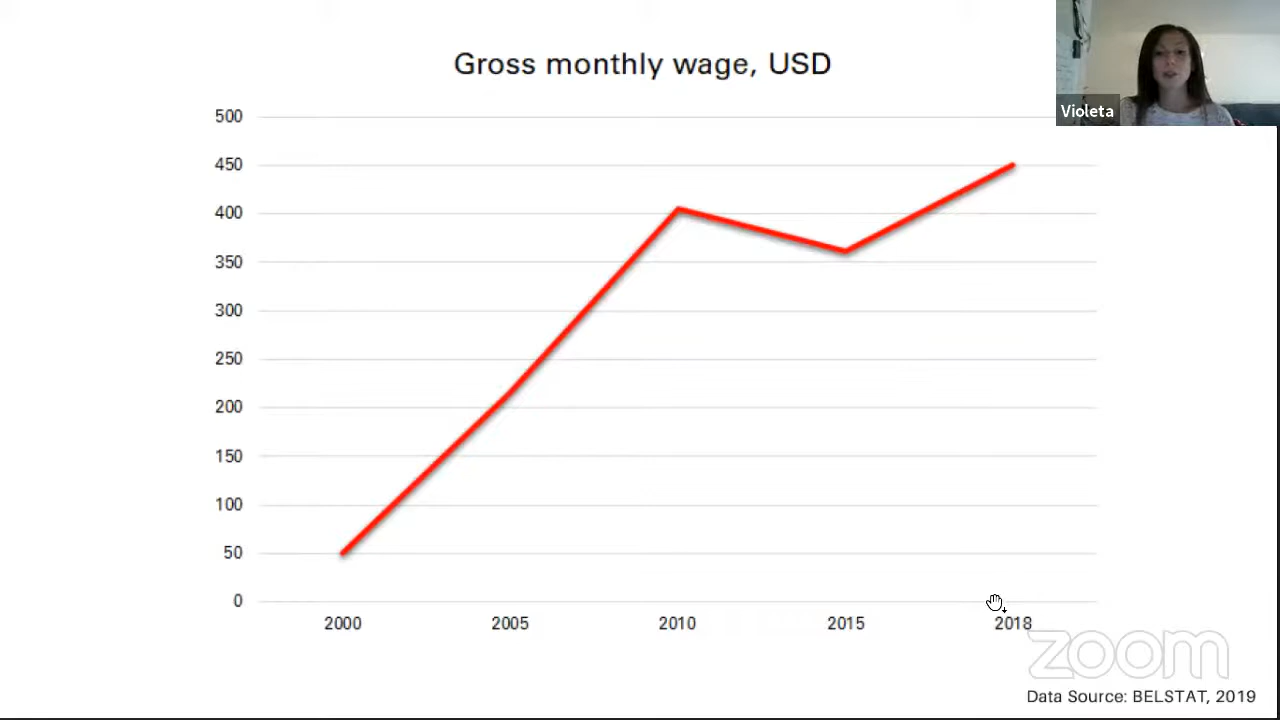 Gross monthly wage, USD
Violeta
500
450
400
350
300
250
200
150
100
50
0
2000 2005 2010 2015 2018
zoom
Data Source: BELSTAT, 2019